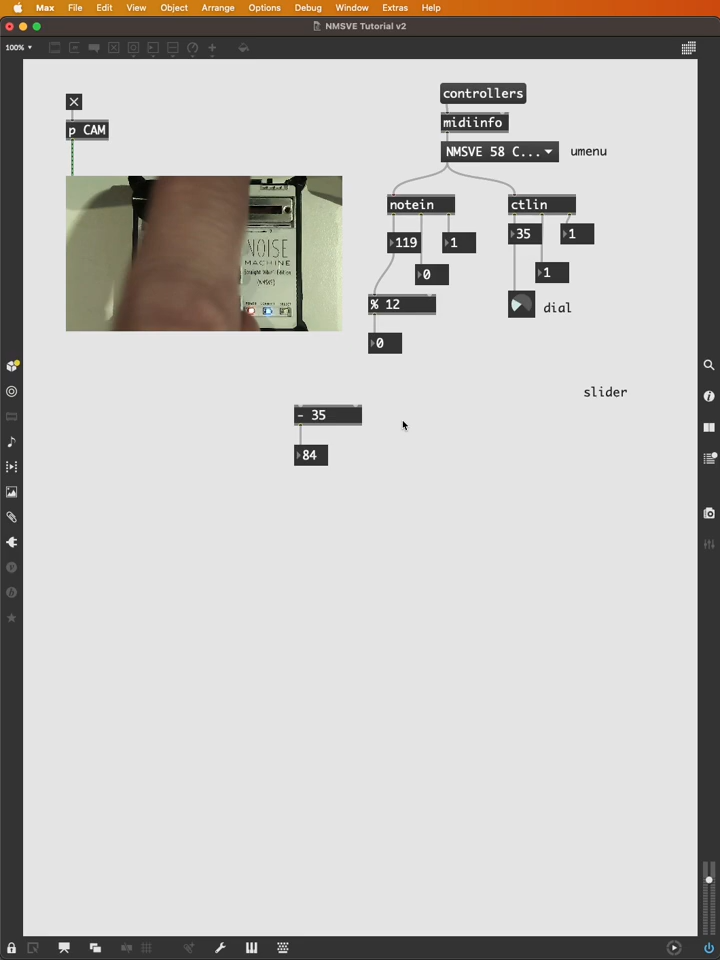 Max File Edit View Object Arrange Options Debug Window Extras Help
NMSVE Tutorial v2
100%
controllers
p CAM
midiinfo
NMSVE 58 C... umenu
notein ctlin
119 1 35 1
0 1
NOISE
MACHINE
% 12 dial
0
slider
- 35
84